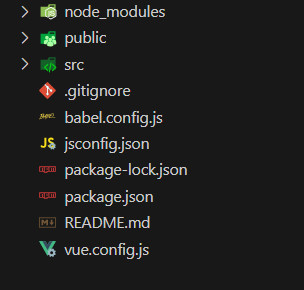 node_modules
public
src
.gitignore
babel.config.js
JS jsconfig.json
package-lock.json
package.json
README.md
vue.config.js